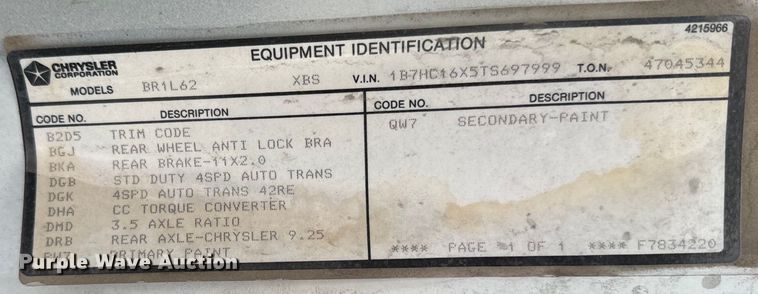 4215966
CHRYSLER
CORPORATION
EQUIPMENT IDENTIFICATION
MODELS BR1L62 XBS V.I.N. 1B7HC16X5TS697999 T.O.N. 47045344
CODE NO. DESCRIPTION CODE NO. DESCRIPTION
B2D5 TRIM CODE QW7 SECONDARY-PAINT
BGJ REAR WHEEL ANTI LOCK BRA
BKA REAR BRAKE-11X2.0
DGB STD DUTY 4SPD AUTO TRANS
DGK 4SPD AUTO TRANS 42RE
DHA CC TORQUE CONVERTER
DMD 3.5 AXLE RATIO
DRB REAR AXLE-CHRYSLER 9.25 **** PAGE 1 OF 1 **** F7834220
PW7 PRIMARY PAINT
Purple Wave Auction